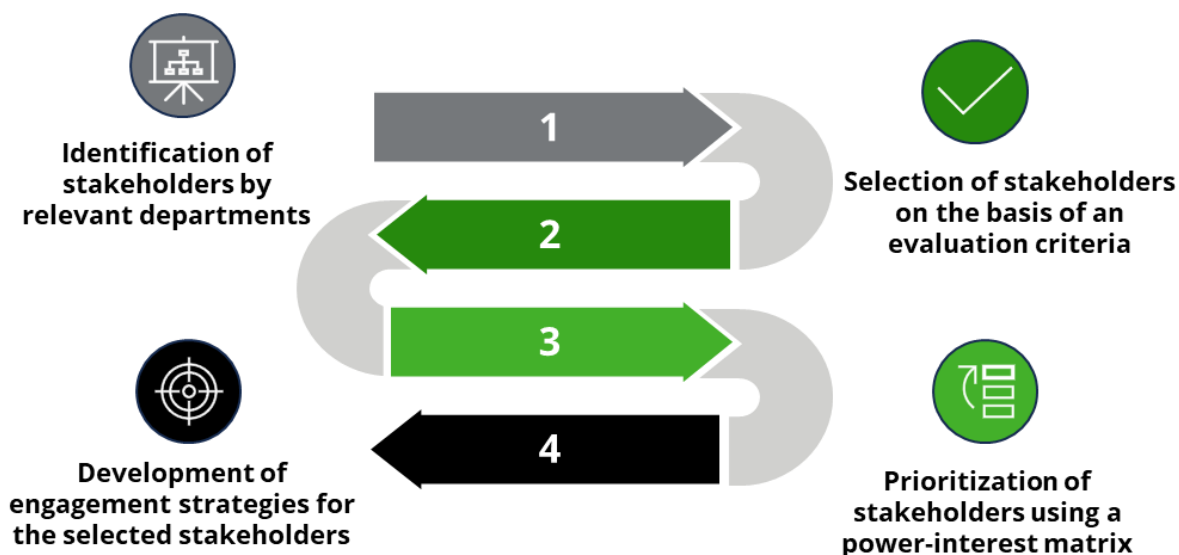 Identification of
stakeholders by
relevant departments
1
Selection of stakeholders
on the basis of an
evaluation criteria
2
3
Prioritization of
stakeholders using a
power-interest matrix
4
Development of
engagement strategies for
the selected stakeholders